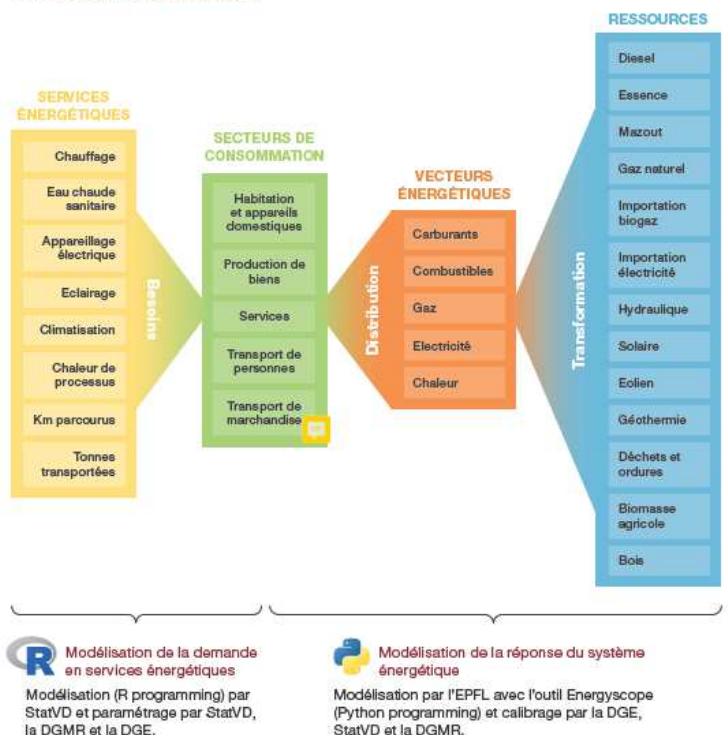 SERVICES
ÉNERGÉTIQUES
Chauffage
Eau chaude
sanitaire
Appareillage
électrique
Eclairage
Climatisation
Chaleur de
processus
Km parcourus
Tonnes
transportées
Besoins
SECTEURS DE
CONSOMMATION
Habitation
et appareils
domestiques
Production de
biens
Services
Transport de
personnes
Transport de
marchandise
Distribution
VECTEURS
ÉNERGÉTIQUES
Carburants
Combustibles
Gaz
Electricité
Chaleur
Transformation
RESSOURCES
Diesel
Essence
Mazout
Gaz naturel
Importation
biogaz
Importation
électricité
Hydraulique
Solaire
Eolien
Géothermie
Déchets et
ordures
Biomasse
agricole
Bois
R
Modélisation de la demande
en services énergétiques
Modélisation (R programming) par
StatVD et paramétrage par StatVD,
la DGMR et la DGE.
Modélisation de la réponse du système
énergétique
Modélisation par l'EPFL avec l'outil Energyscope
(Python programming) et calibrage par la DGE,
StatVD et la DGMR.